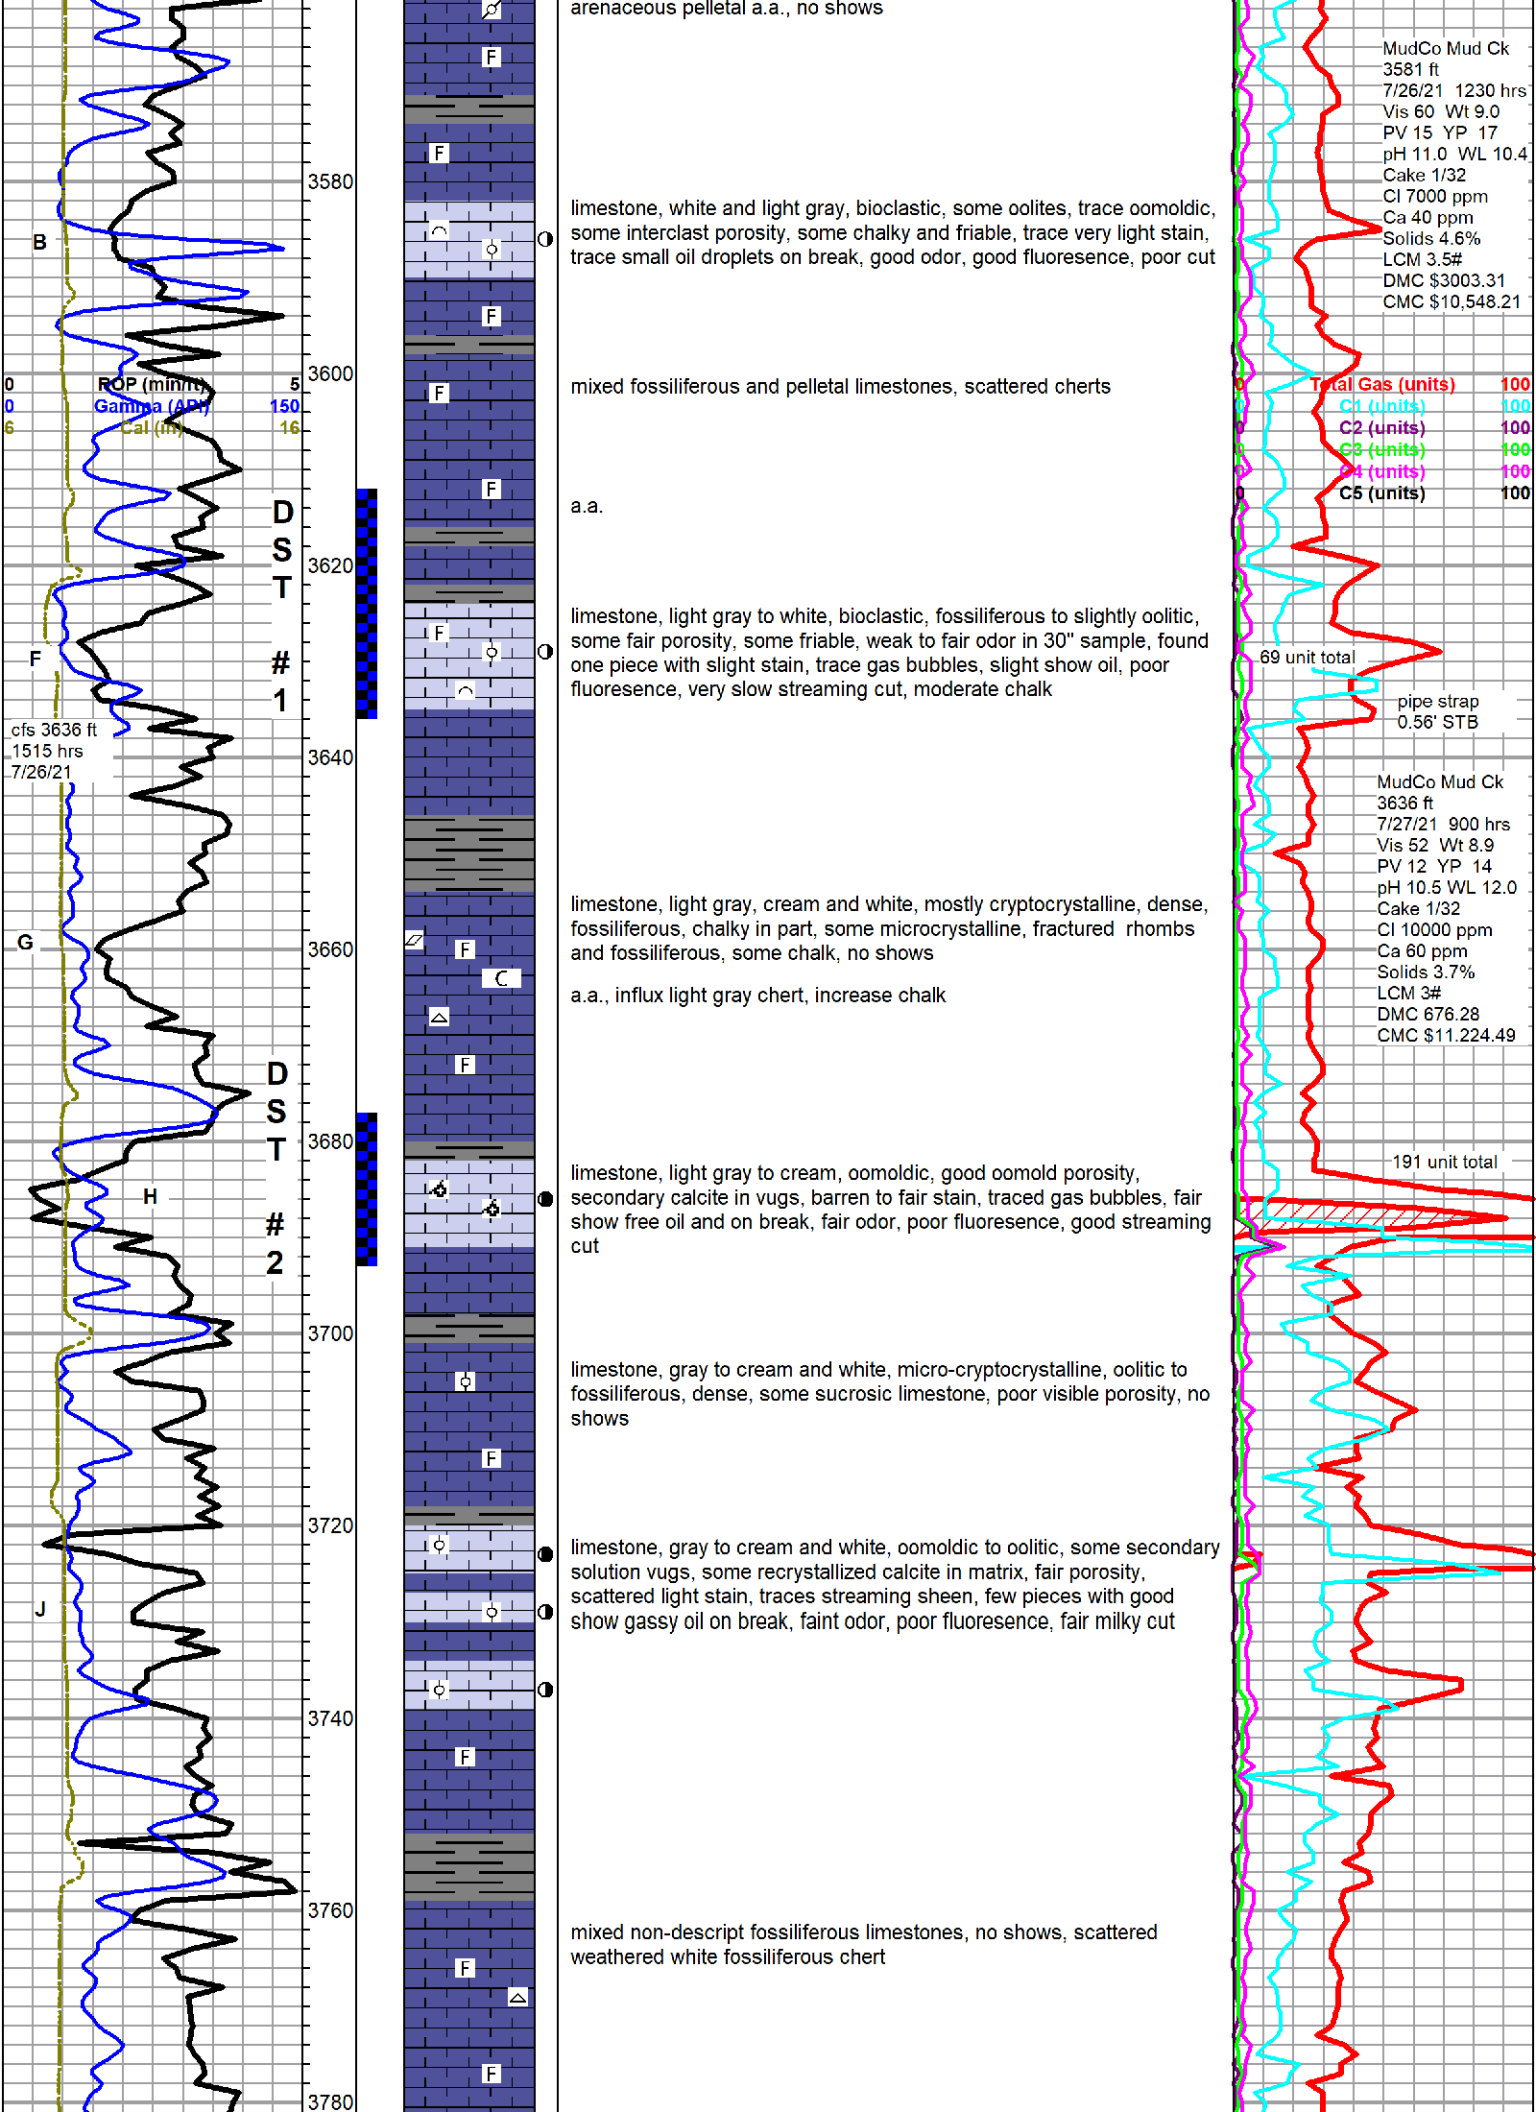 arenaceous pelletal a.a., no shows
MudCo Mud Ck
3581 ft
7/26/21 1230 hrs
Vis 60 Wt 9.0
PV 15 YP 17
pH 11.0 WL 10.4
Cake 1/32
Cl 7000 ppm
Ca 40 ppm
Solids 4.6%
LCM 3.5#
DMC $3003.31
CMC $10,548.21
F
F
3580
limestone, white and light gray, bioclastic, some oolites, trace oomoldic,
some interclast porosity, some chalky and friable, trace very light stain,
trace small oil droplets on break, good odor, good fluoresence, poor cut
B
F
3600
0 ROP (min/ft) 5
0 Gamma (API) 150
6 Cal (in) 16
F
mixed fossiliferous and pelletal limestones, scattered cherts
0 Total Gas (units) 100
0 C1 (units) 100
0 C2 (units) 100
0 C3 (units) 100
0 C4 (units) 100
0 C5 (units) 100
F
a.a.
D
S
T
#
1
3620
limestone, light gray to white, bioclastic, fossiliferous to slightly oolitic,
some fair porosity, some friable, weak to fair odor in 30" sample, found
one piece with slight stain, trace gas bubbles, slight show oil, poor
fluoresence, very slow streaming cut, moderate chalk
F
F
69 unit total
pipe strap
0.56' STB
cfs 3636 ft
1515 hrs
7/26/21
3640
MudCo Mud Ck
3636 ft
7/27/21 900 hrs
Vis 52 Wt 8.9
PV 12 YP 14
pH 10.5 WL 12.0
Cake 1/32
Cl 10000 ppm
Ca 60 ppm
Solids 3.7%
LCM 3#
DMC 676.28
CMC $11.224.49
limestone, light gray, cream and white, mostly cryptocrystalline, dense,
fossiliferous, chalky in part, some microcrystalline, fractured rhombs
and fossiliferous, some chalk, no shows
G
3660
F
C
a.a., influx light gray chert, increase chalk
F
D
S
T
#
2
3680
191 unit total
limestone, light gray to cream, oomoldic, good oomold porosity,
secondary calcite in vugs, barren to fair stain, traced gas bubbles, fair
show free oil and on break, fair odor, poor fluoresence, good streaming
cut
H
3700
limestone, gray to cream and white, micro-cryptocrystalline, oolitic to
fossiliferous, dense, some sucrosic limestone, poor visible porosity, no
shows
F
3720
limestone, gray to cream and white, oomoldic to oolitic, some secondary
solution vugs, some recrystallized calcite in matrix, fair porosity,
scattered light stain, traces streaming sheen, few pieces with good
show gassy oil on break, faint odor, poor fluoresence, fair milky cut
J
3740
F
3760
mixed non-descript fossiliferous limestones, no shows, scattered
weathered white fossiliferous chert
F
F
3780